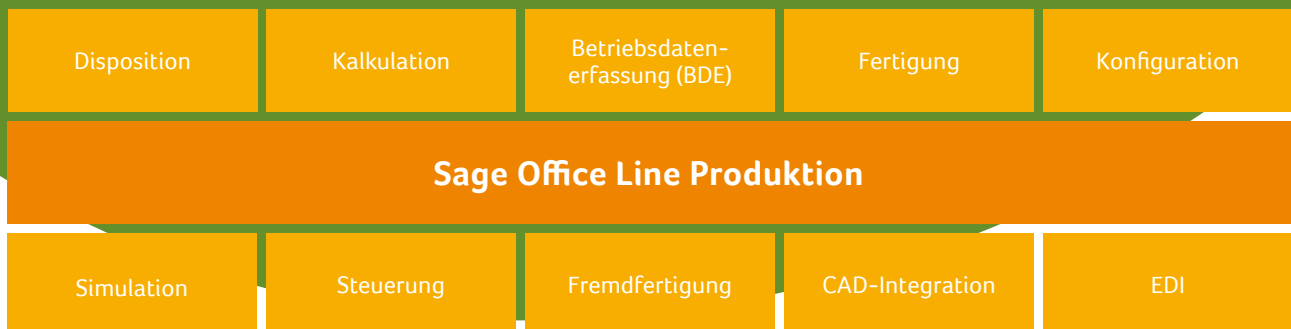 Disposition
Kalkulation
Betriebsdaten-
erfassung (BDE)
Fertigung
Konfiguration
Sage Office Line Produktion
Simulation
Steuerung
Fremdfertigung
CAD-Integration
EDI